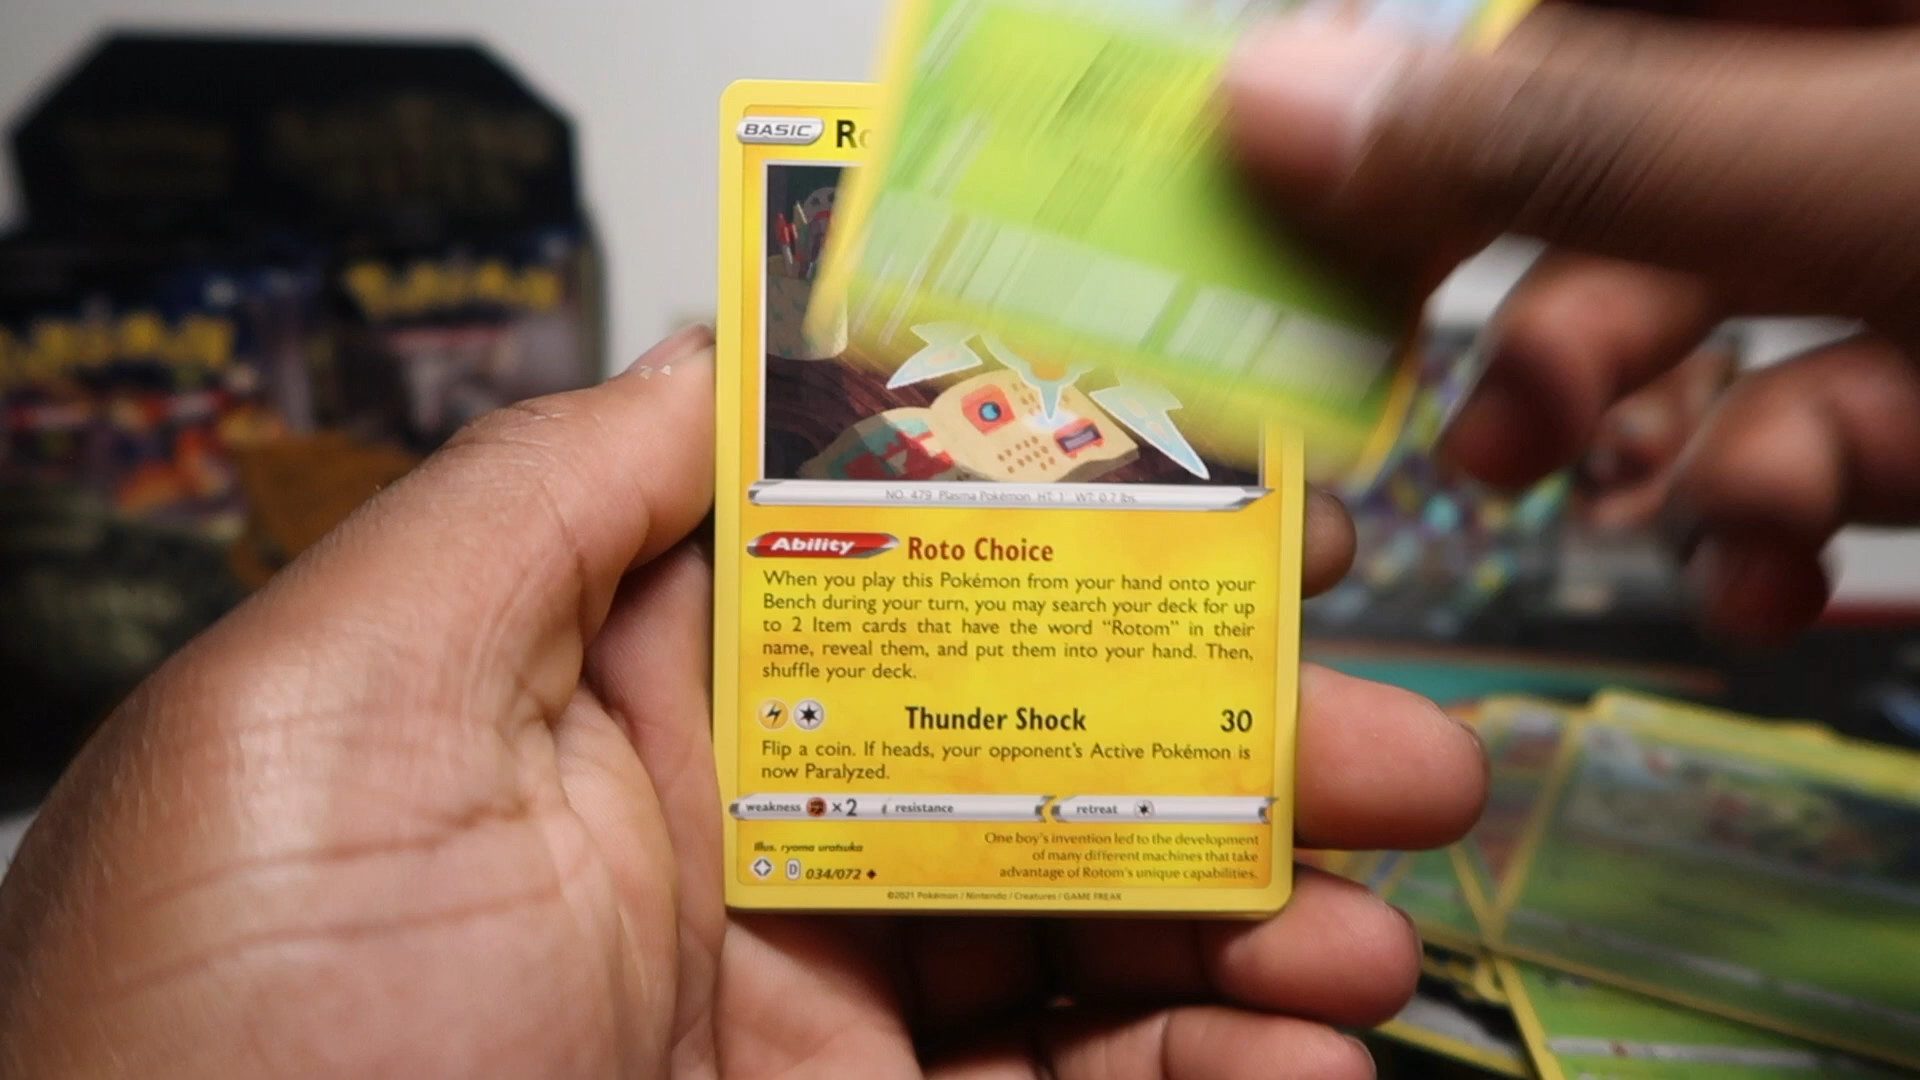 BASIC Ro
NO. 479 Plasma Pokémon HT: 1' WT: 0.7 lbs.
Ability Roto Choice
When you play this Pokémon from your hand onto your
Bench during your turn, you may search your deck for up
to 2 Item cards that have the word “Rotom” in their
name, reveal them, and put them into your hand. Then,
shuffle your deck.
Thunder Shock 30
Flip a coin. If heads, your opponent's Active Pokémon is
now Paralyzed.
weakness ×2 resistance retreat
One boy's invention led to the development
of many different machines that take
advantage of Rotom's unique capabilities.
Illus. ryoma uratsuka
D 034/072
©2021 Pokémon / Nintendo / Creatures / GAME FREAK
POKÉMON
POKÉMON